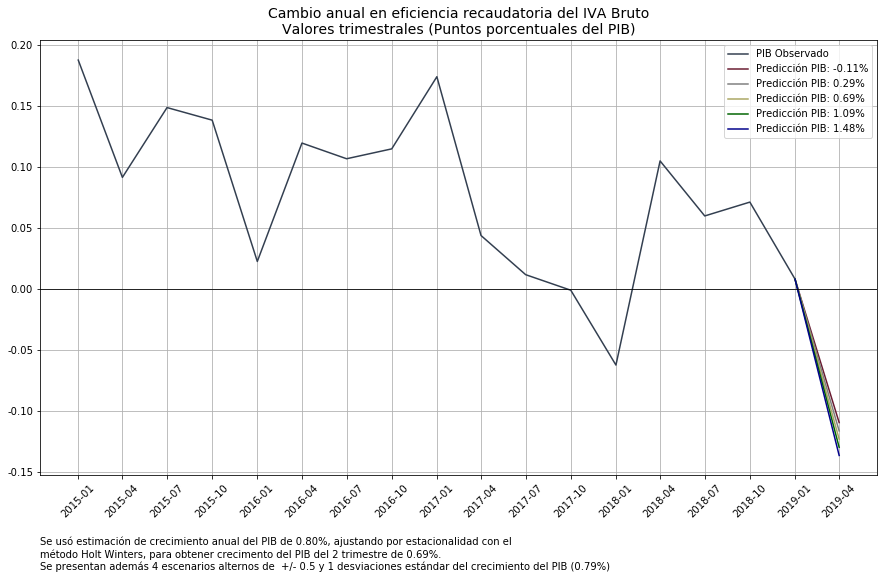 Cambio anual en eficiencia recaudatoria del IVA Bruto
Valores trimestrales (Puntos porcentuales del PIB)
PIB Observado
Predicción PIB: -0.11%
Predicción PIB: 0.29%
Predicción PIB: 0.69%
Predicción PIB: 1.09%
Predicción PIB: 1.48%
0.20
0.15
0.10
0.05
0.00
-0.05
-0.10
-0.15
2015-01
2015-04
2015-07
2015-10
2016-01
2016-04
2016-07
2016-10
2017-01
2017-04
2017-07
2017-10
2018-01
2018-04
2018-07
2018-10
2019-01
2019-04
Se usó estimación de crecimiento anual del PIB de 0.80%, ajustando por estacionalidad con el
método Holt Winters, para obtener crecimento del PIB del 2 trimestre de 0.69%.
Se presentan además 4 escenarios alternos de  +/- 0.5 y 1 desviaciones estándar del crecimiento del PIB (0.79%)